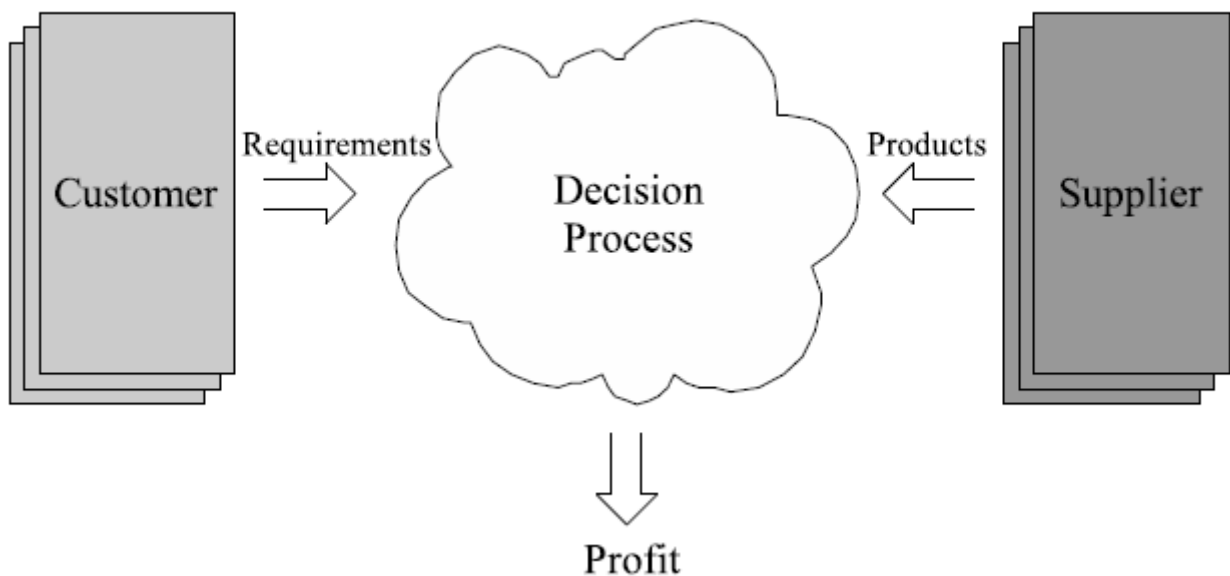 Requirements
Products
Customer
Decision
Process
Supplier
Profit